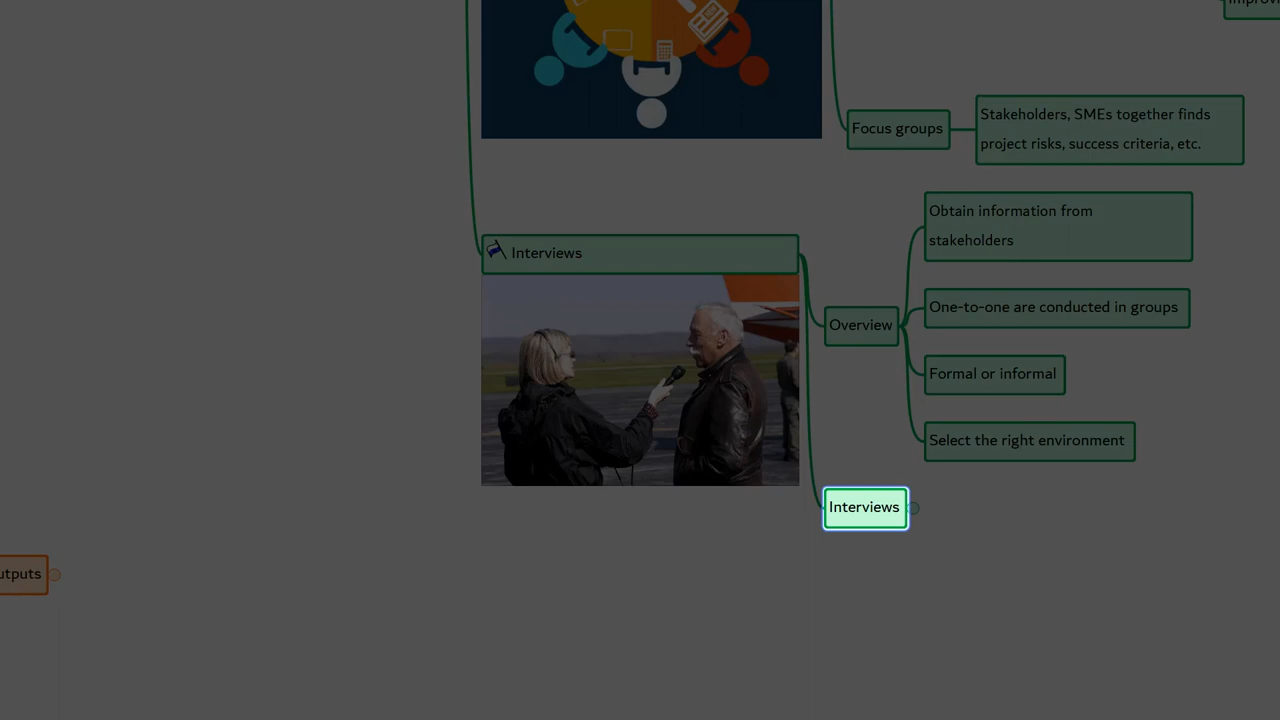 Focus groups
Stakeholders, SMEs together finds
project risks, success criteria, etc.
Obtain information from
stakeholders
Interviews
One-to-one are conducted in groups
Overview
Formal or informal
Select the right environment
Interviews